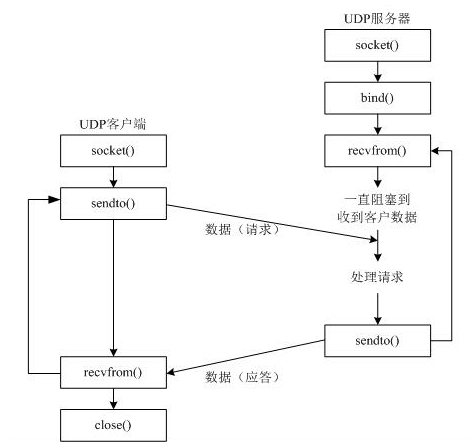 UDP服务器
socket()
bind()
recvfrom()
一直阻塞到
收到客户数据
处理请求
sendto()
UDP客户端
socket()
sendto()
数据（请求）
recvfrom()
数据（应答）
close()